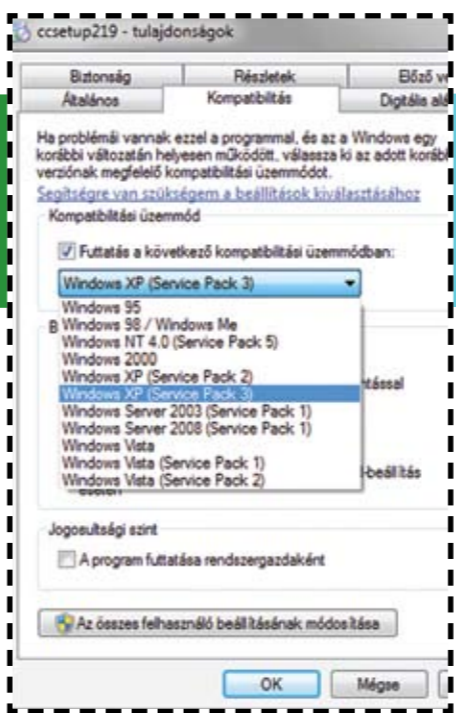 ccsetup219 - tulajdonságok
Biztonság Részletek Előző
Általános Kompatibilitás Digitális
Ha problémái vannak ezzel a programmal, és az a Windows egy
korábbi változatán helyesen működött, válassza ki az adott
verziónak megfelelő kompatibilitási üzemmódot.
Segítségre van szükségem a beállítások kiválasztásához
Kompatibilitási üzemmód
Futtatás a következő kompatibilitási üzemmódban:
Windows XP (Service Pack 3)
Windows 95
Windows 98 / Windows Me
Windows NT 4.0 (Service Pack 5)
Windows 2000
Windows XP (Service Pack 2)
Windows XP (Service Pack 3)
Windows Server 2003 (Service Pack 1)
Windows Server 2008 (Service Pack 1)
Windows Vista
Windows Vista (Service Pack 1)
Windows Vista (Service Pack 2)
Jogosultsági szint
A program futtatása rendszergazdaként
Az összes felhasználó beállításának módosítása
OK Mégse